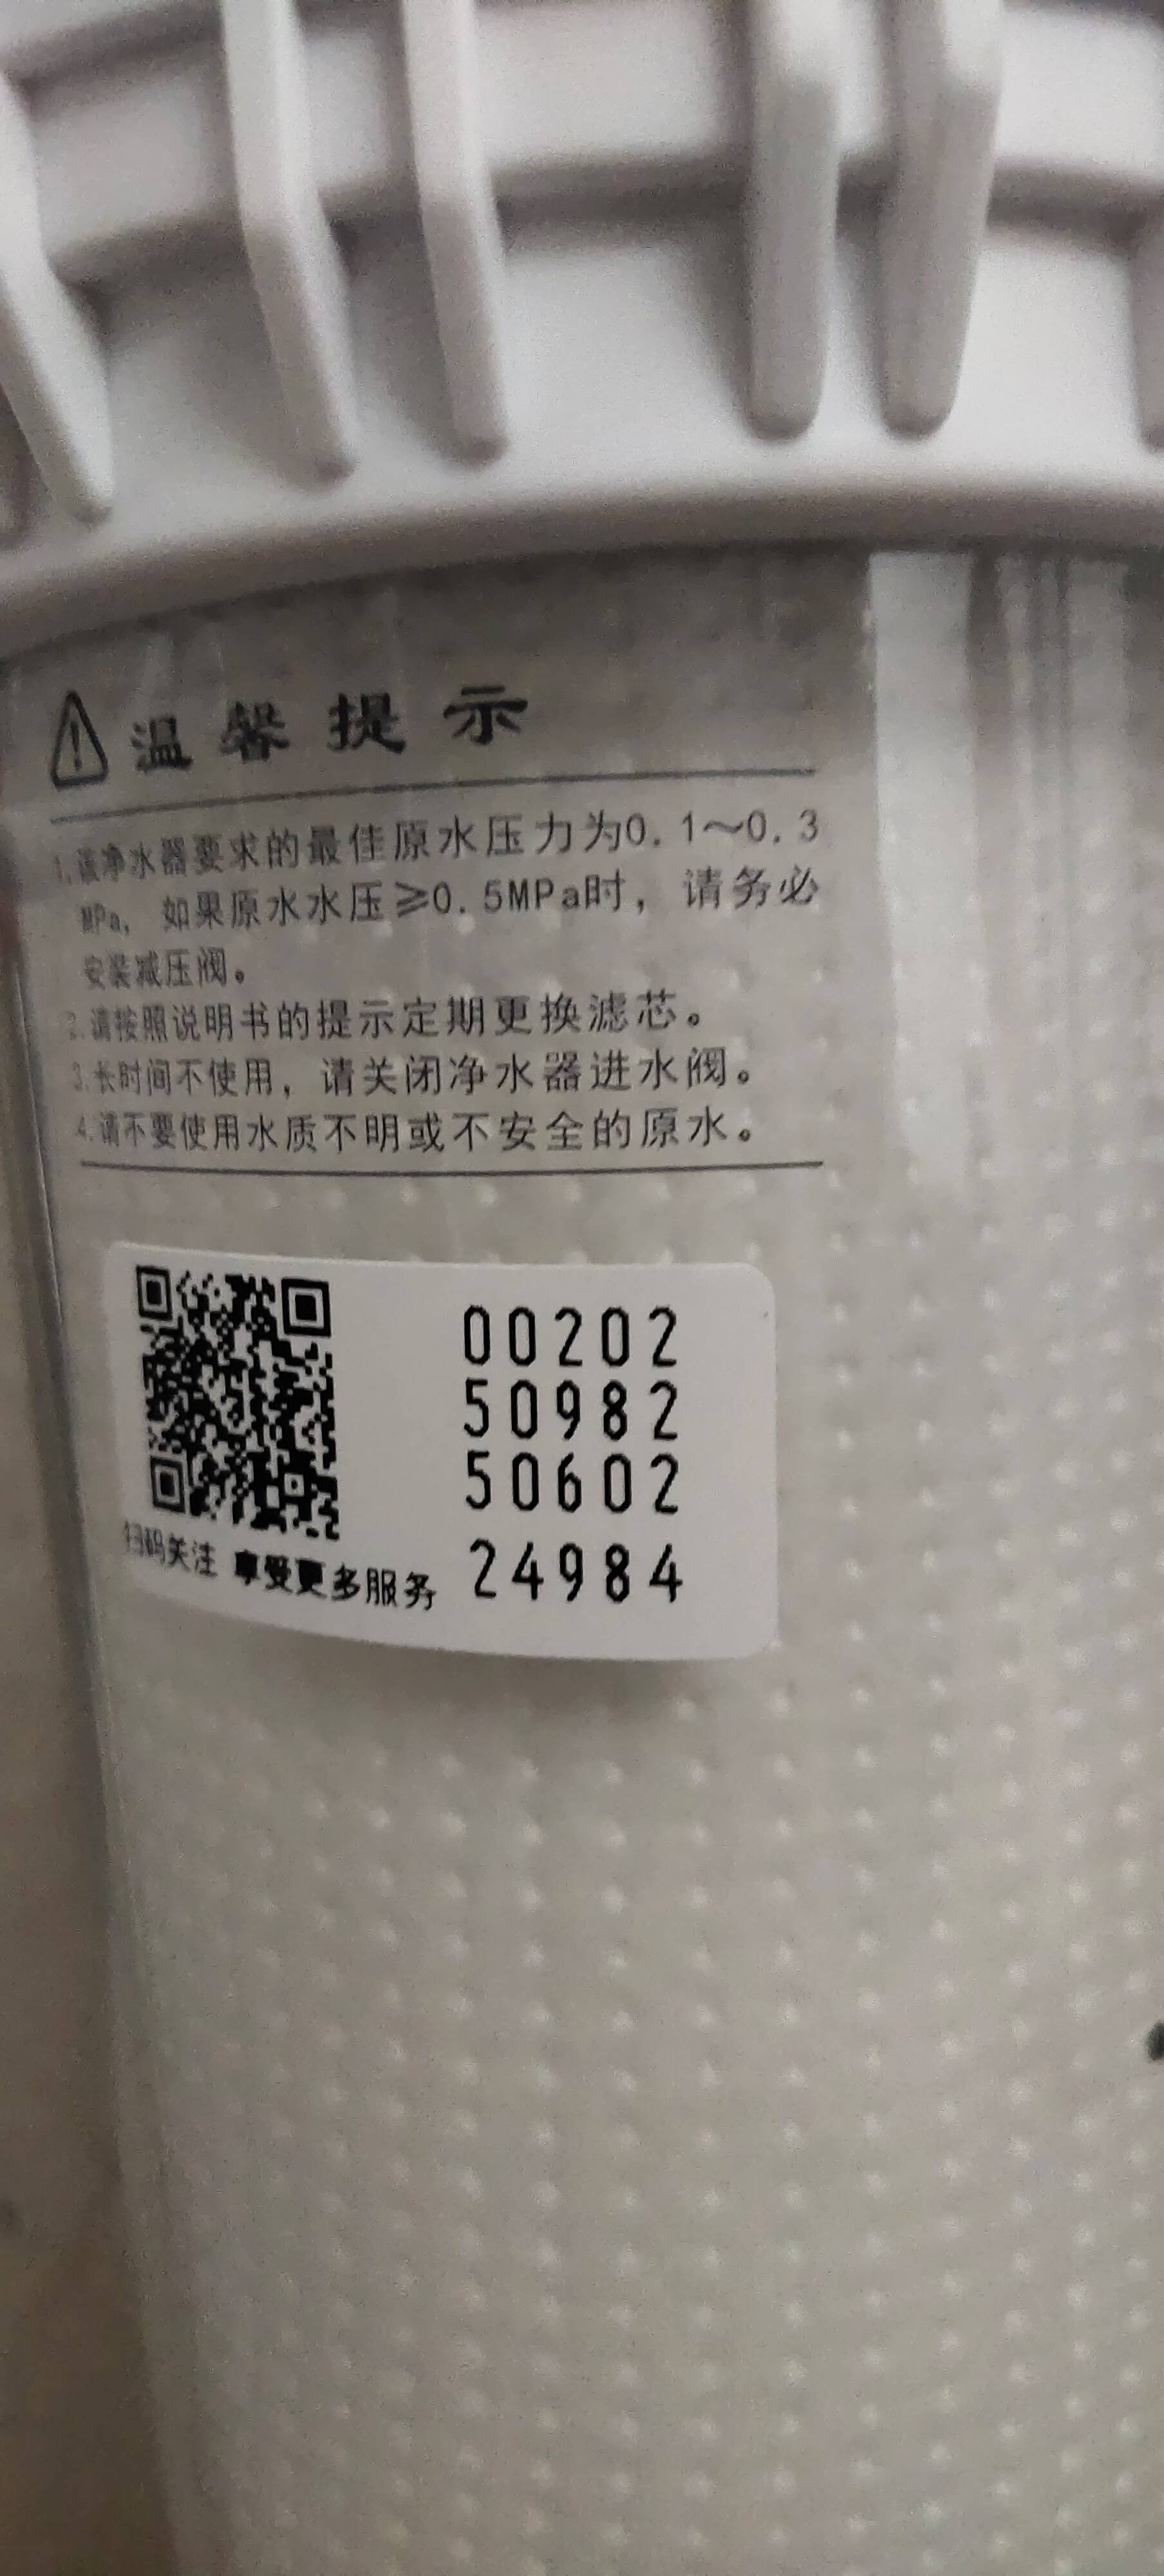 温馨提示
1.该净水器要求的最佳原水压力为0.1～0.3
MPa，如果原水水压≥0.5MPa时，请务必
安装减压阀。
2.请按照说明书的提示定期更换滤芯。
3.长时间不使用，请关闭净水器进水阀。
4.请不要使用水质不明或不安全的原水。
00202
50982
50602
24984
扫码关注 享受更多服务